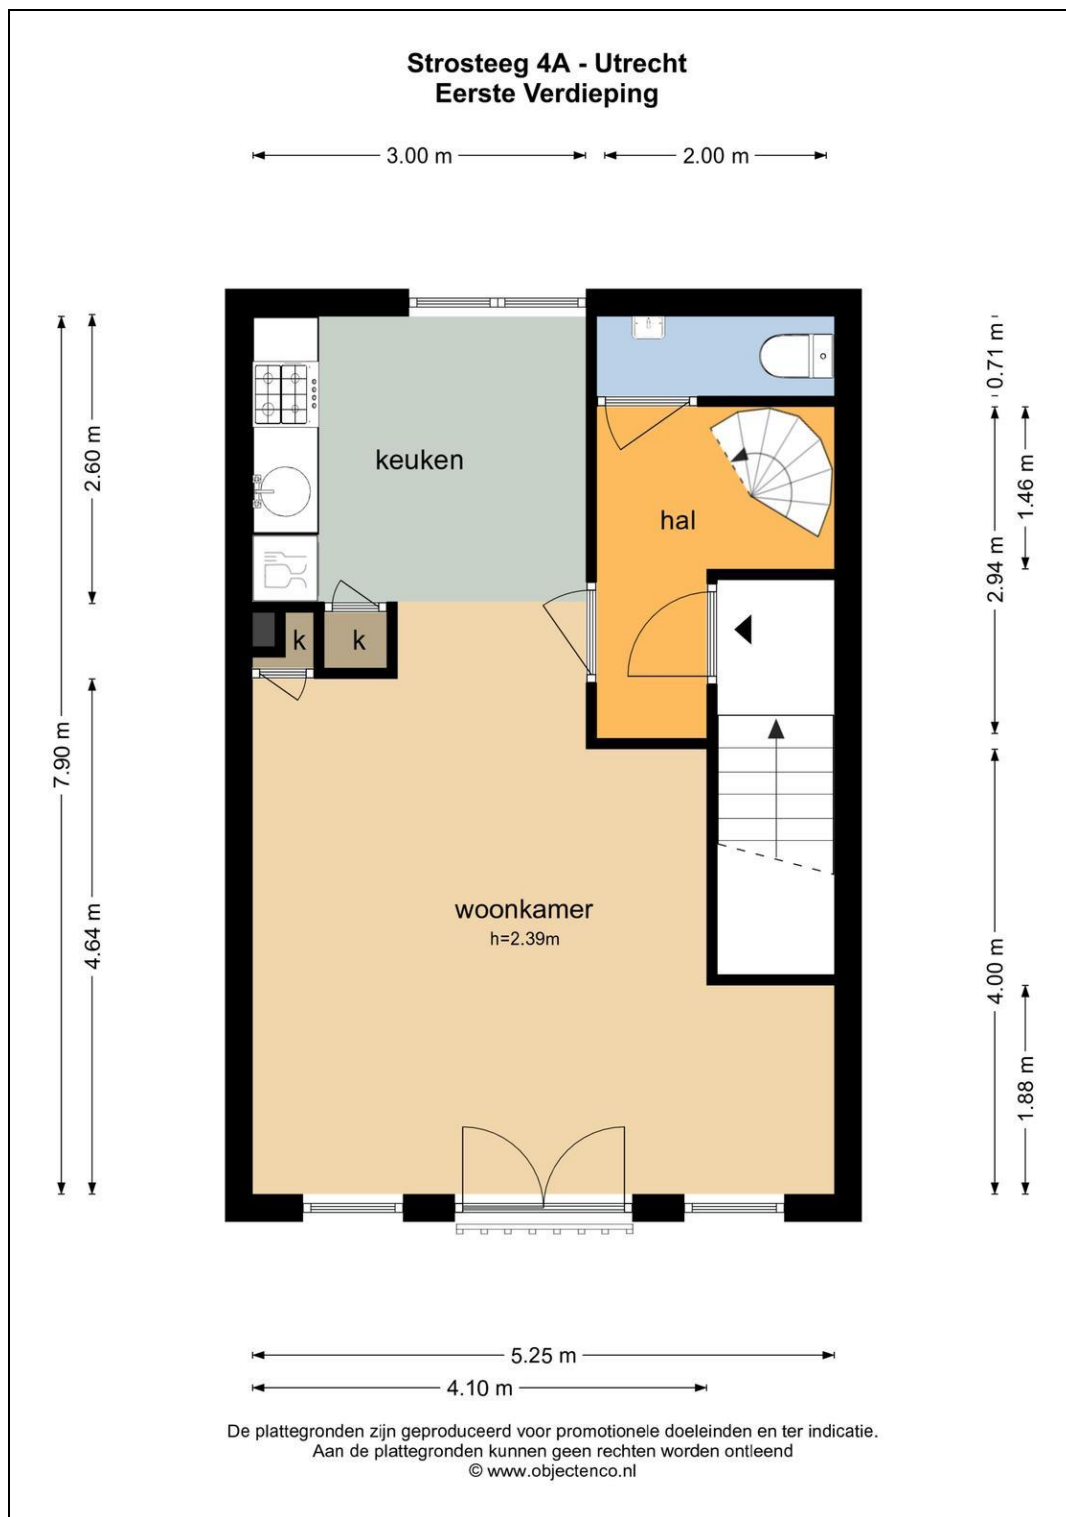 Strosteeg 4A - Utrecht
Eerste Verdieping
3.00 m
2.00 m
0.71 m
2.60 m
keuken
1.46 m
hal
2.94 m
k
k
7.90 m
4.64 m
woonkamer
h=2.39m
4.00 m
1.88 m
5.25 m
4.10 m
De plattegronden zijn geproduceerd voor promotionele doeleinden en ter indicatie.
Aan de plattegronden kunnen geen rechten worden ontleend
© www.objectenco.nl